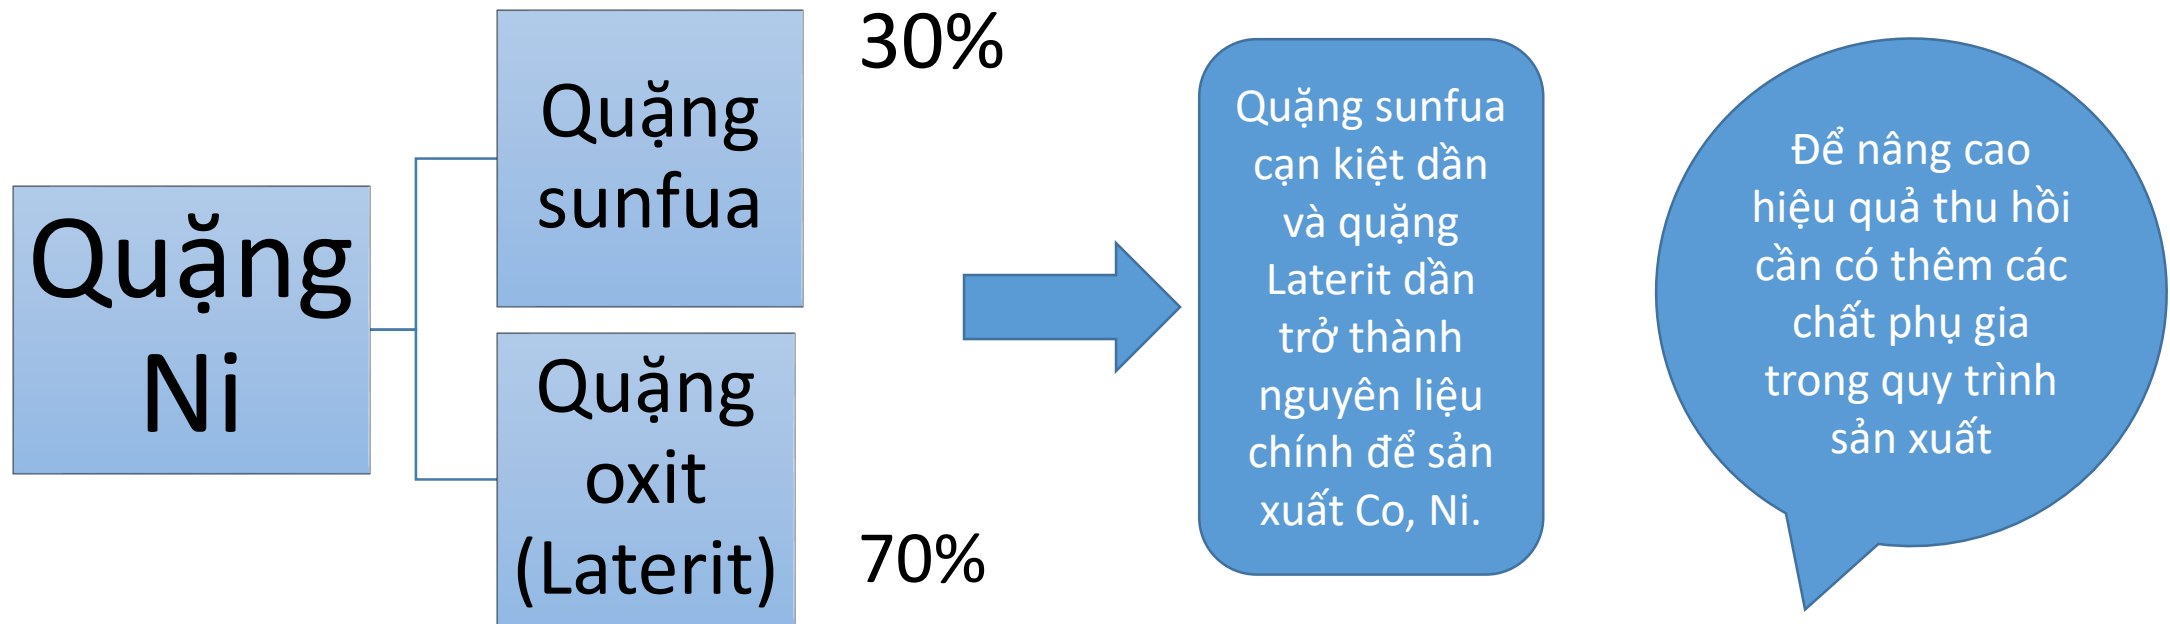 Quặng
Ni
Quặng
sunfua
30%
Quặng
oxit
(Laterit)
70%
Quặng sunfua
cạn kiệt dần
và quặng
Laterit dần
trở thành
nguyên liệu
chính để sản
xuất Co, Ni.
Để nâng cao
hiệu quả thu hồi
cần có thêm các
chất phụ gia
trong quy trình
sản xuất